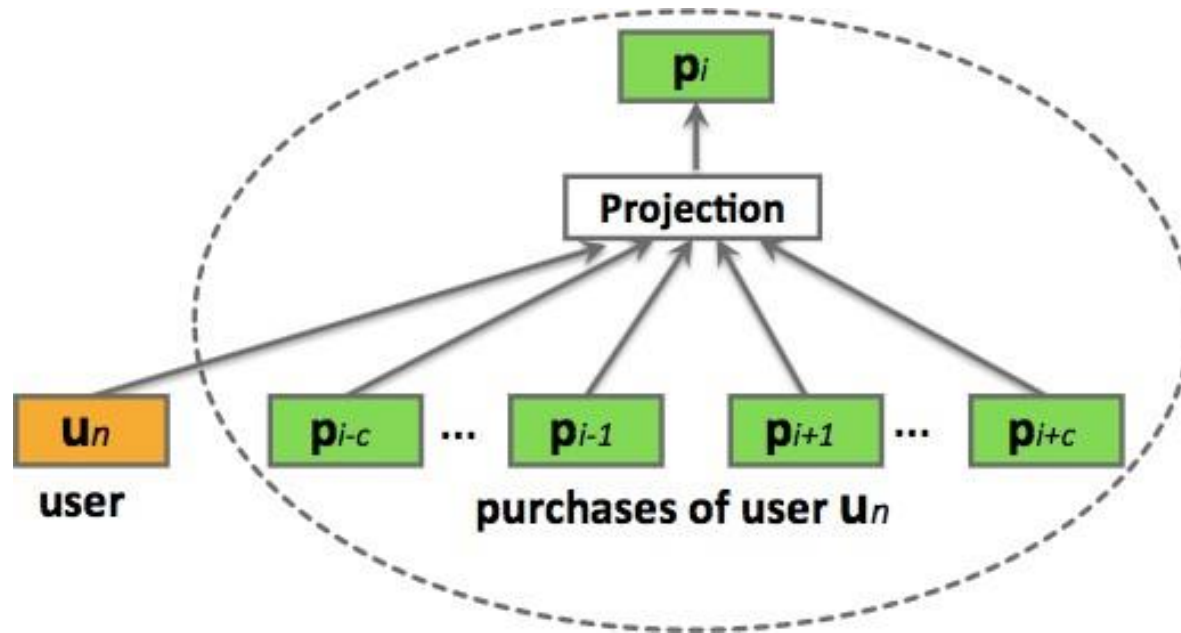 pi
Projection
un
pi-c
...
pi-1
pi+1
...
pi+c
user
purchases of user un